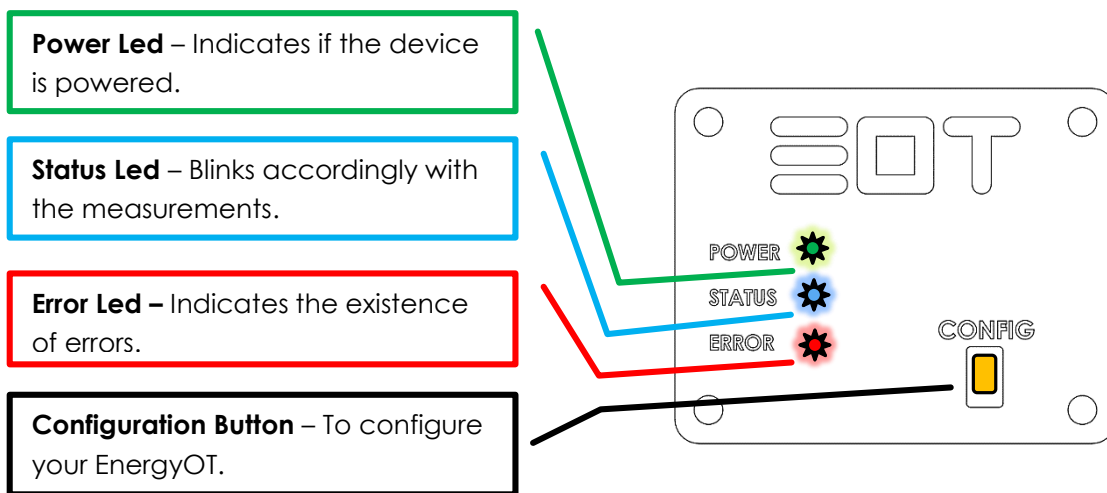 Power Led – Indicates if the device
is powered.
Status Led – Blinks accordingly with
the measurements.
Error Led – Indicates the existence
of errors.
Configuration Button – To configure
your EnergyOT.
EOT
POWER
STATUS
ERROR
CONFIG